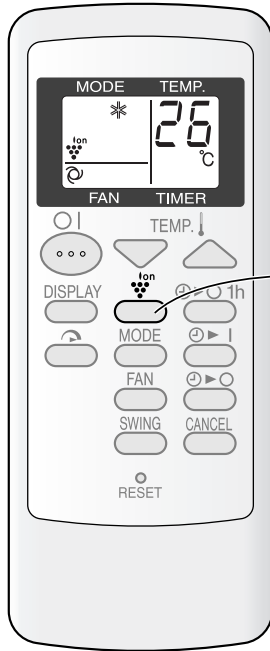 MODE TEMP.
ion 26 ℃
FAN TIMER
TEMP.
ion
DISPLAY 1h
MODE
FAN
SWING CANCEL
RESET